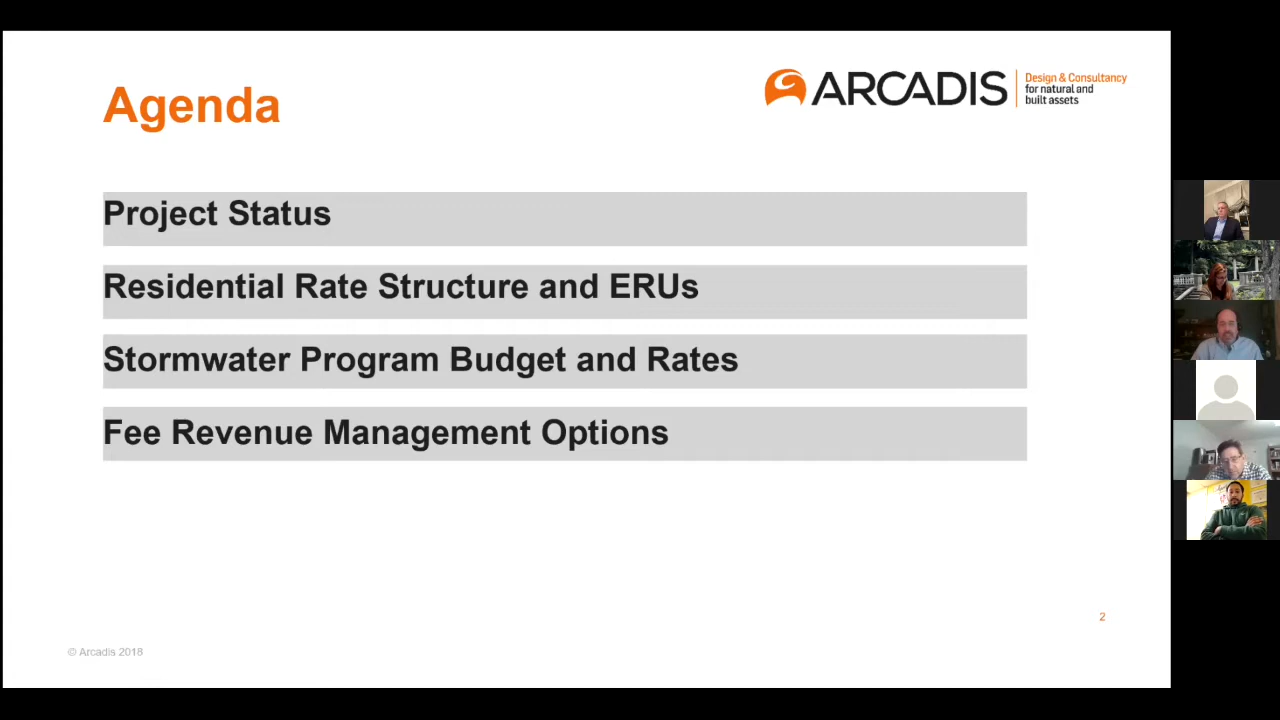 Agenda
ARCADIS
Design & Consultancy
for natural and
built assets
Project Status
Residential Rate Structure and ERUs
Stormwater Program Budget and Rates
Fee Revenue Management Options
2
© Arcadis 2018